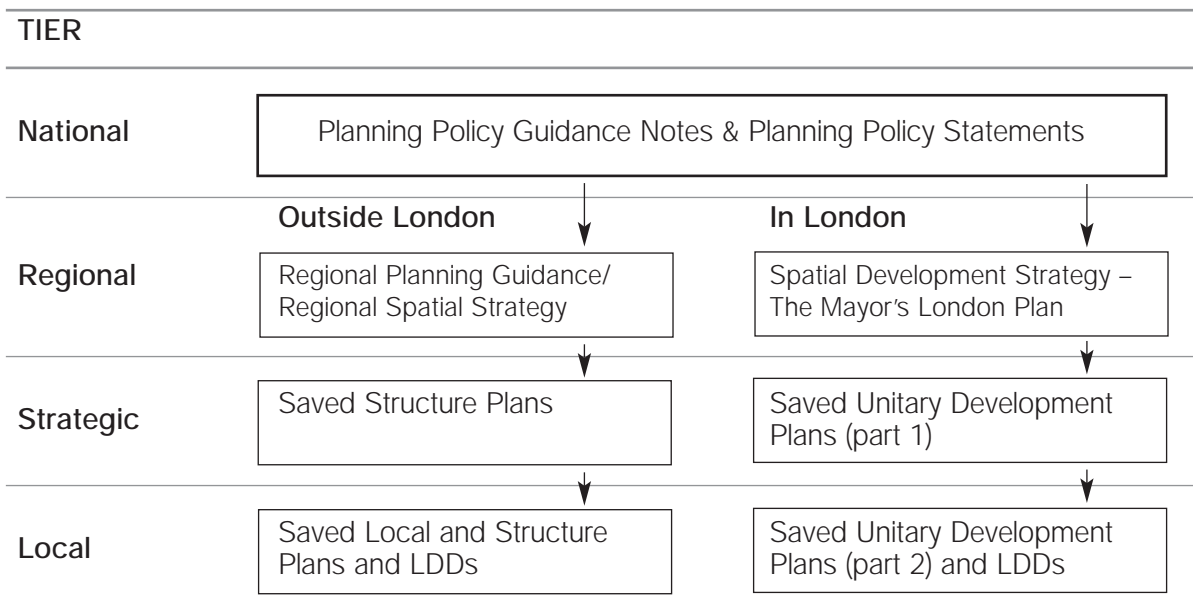 TIER
National
Planning Policy Guidance Notes & Planning Policy Statements
Outside London
In London
Regional
Regional Planning Guidance/
Regional Spatial Strategy
Spatial Development Strategy –
The Mayor's London Plan
Strategic
Saved Structure Plans
Saved Unitary Development
Plans (part 1)
Local
Saved Local and Structure
Plans and LDDs
Saved Unitary Development
Plans (part 2) and LDDs